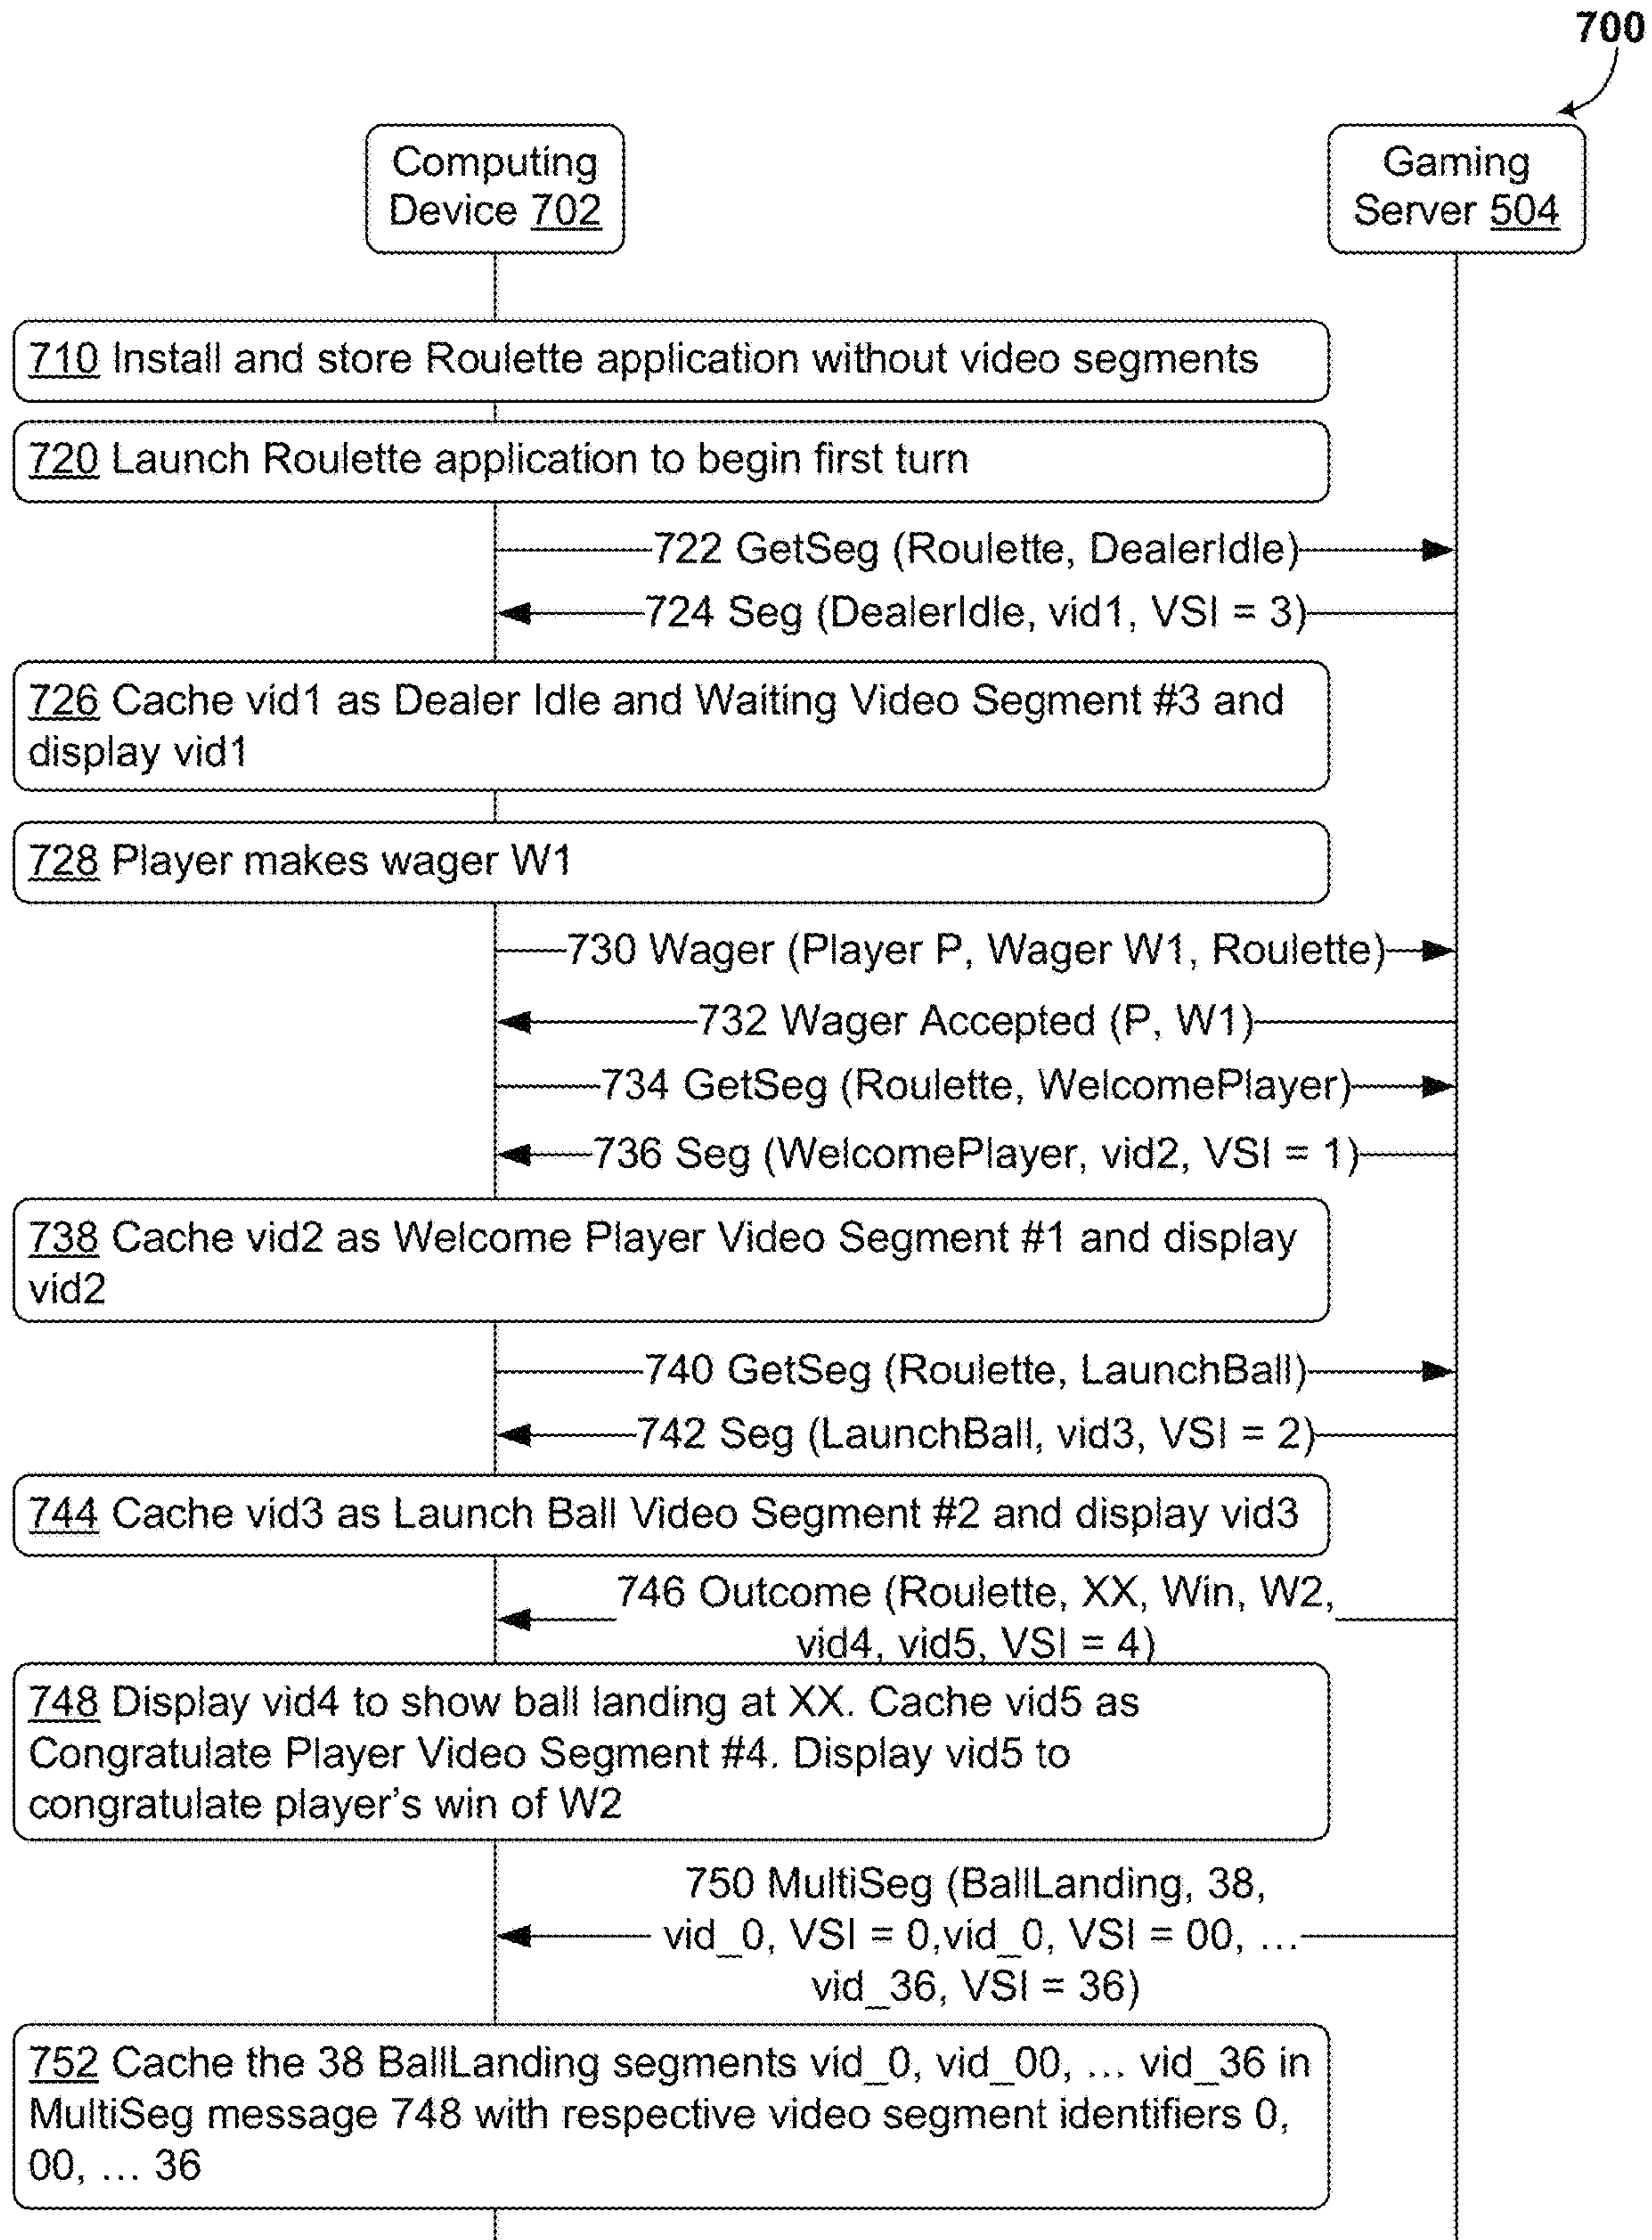 700
Computing
Device 702
Gaming
Server 504
710 Install and store Roulette application without video segments
720 Launch Roulette application to begin first turn
722 GetSeg (Roulette, DealerIdle)
724 Seg (DealerIdle, vid1, VSI = 3)
726 Cache vid1 as Dealer Idle and Waiting Video Segment #3 and
display vid1
728 Player makes wager W1
730 Wager (Player P, Wager W1, Roulette)
732 Wager Accepted (P, W1)
734 GetSeg (Roulette, WelcomePlayer)
736 Seg (WelcomePlayer, vid2, VSI = 1)
738 Cache vid2 as Welcome Player Video Segment #1 and display
vid2
740 GetSeg (Roulette, LaunchBall)
742 Seg (LaunchBall, vid3, VSI = 2)
744 Cache vid3 as Launch Ball Video Segment #2 and display vid3
746 Outcome (Roulette, XX, Win, W2,
vid4, vid5, VSI = 4)
748 Display vid4 to show ball landing at XX. Cache vid5 as
Congratulate Player Video Segment #4. Display vid5 to
congratulate player's win of W2
750 MultiSeg (BallLanding, 38,
vid_0, VSI = 0,vid_0, VSI = 00, ...
vid_36, VSI = 36)
752 Cache the 38 BallLanding segments vid_0, vid_00, ... vid_36 in
MultiSeg message 748 with respective video segment identifiers 0,
00, ... 36